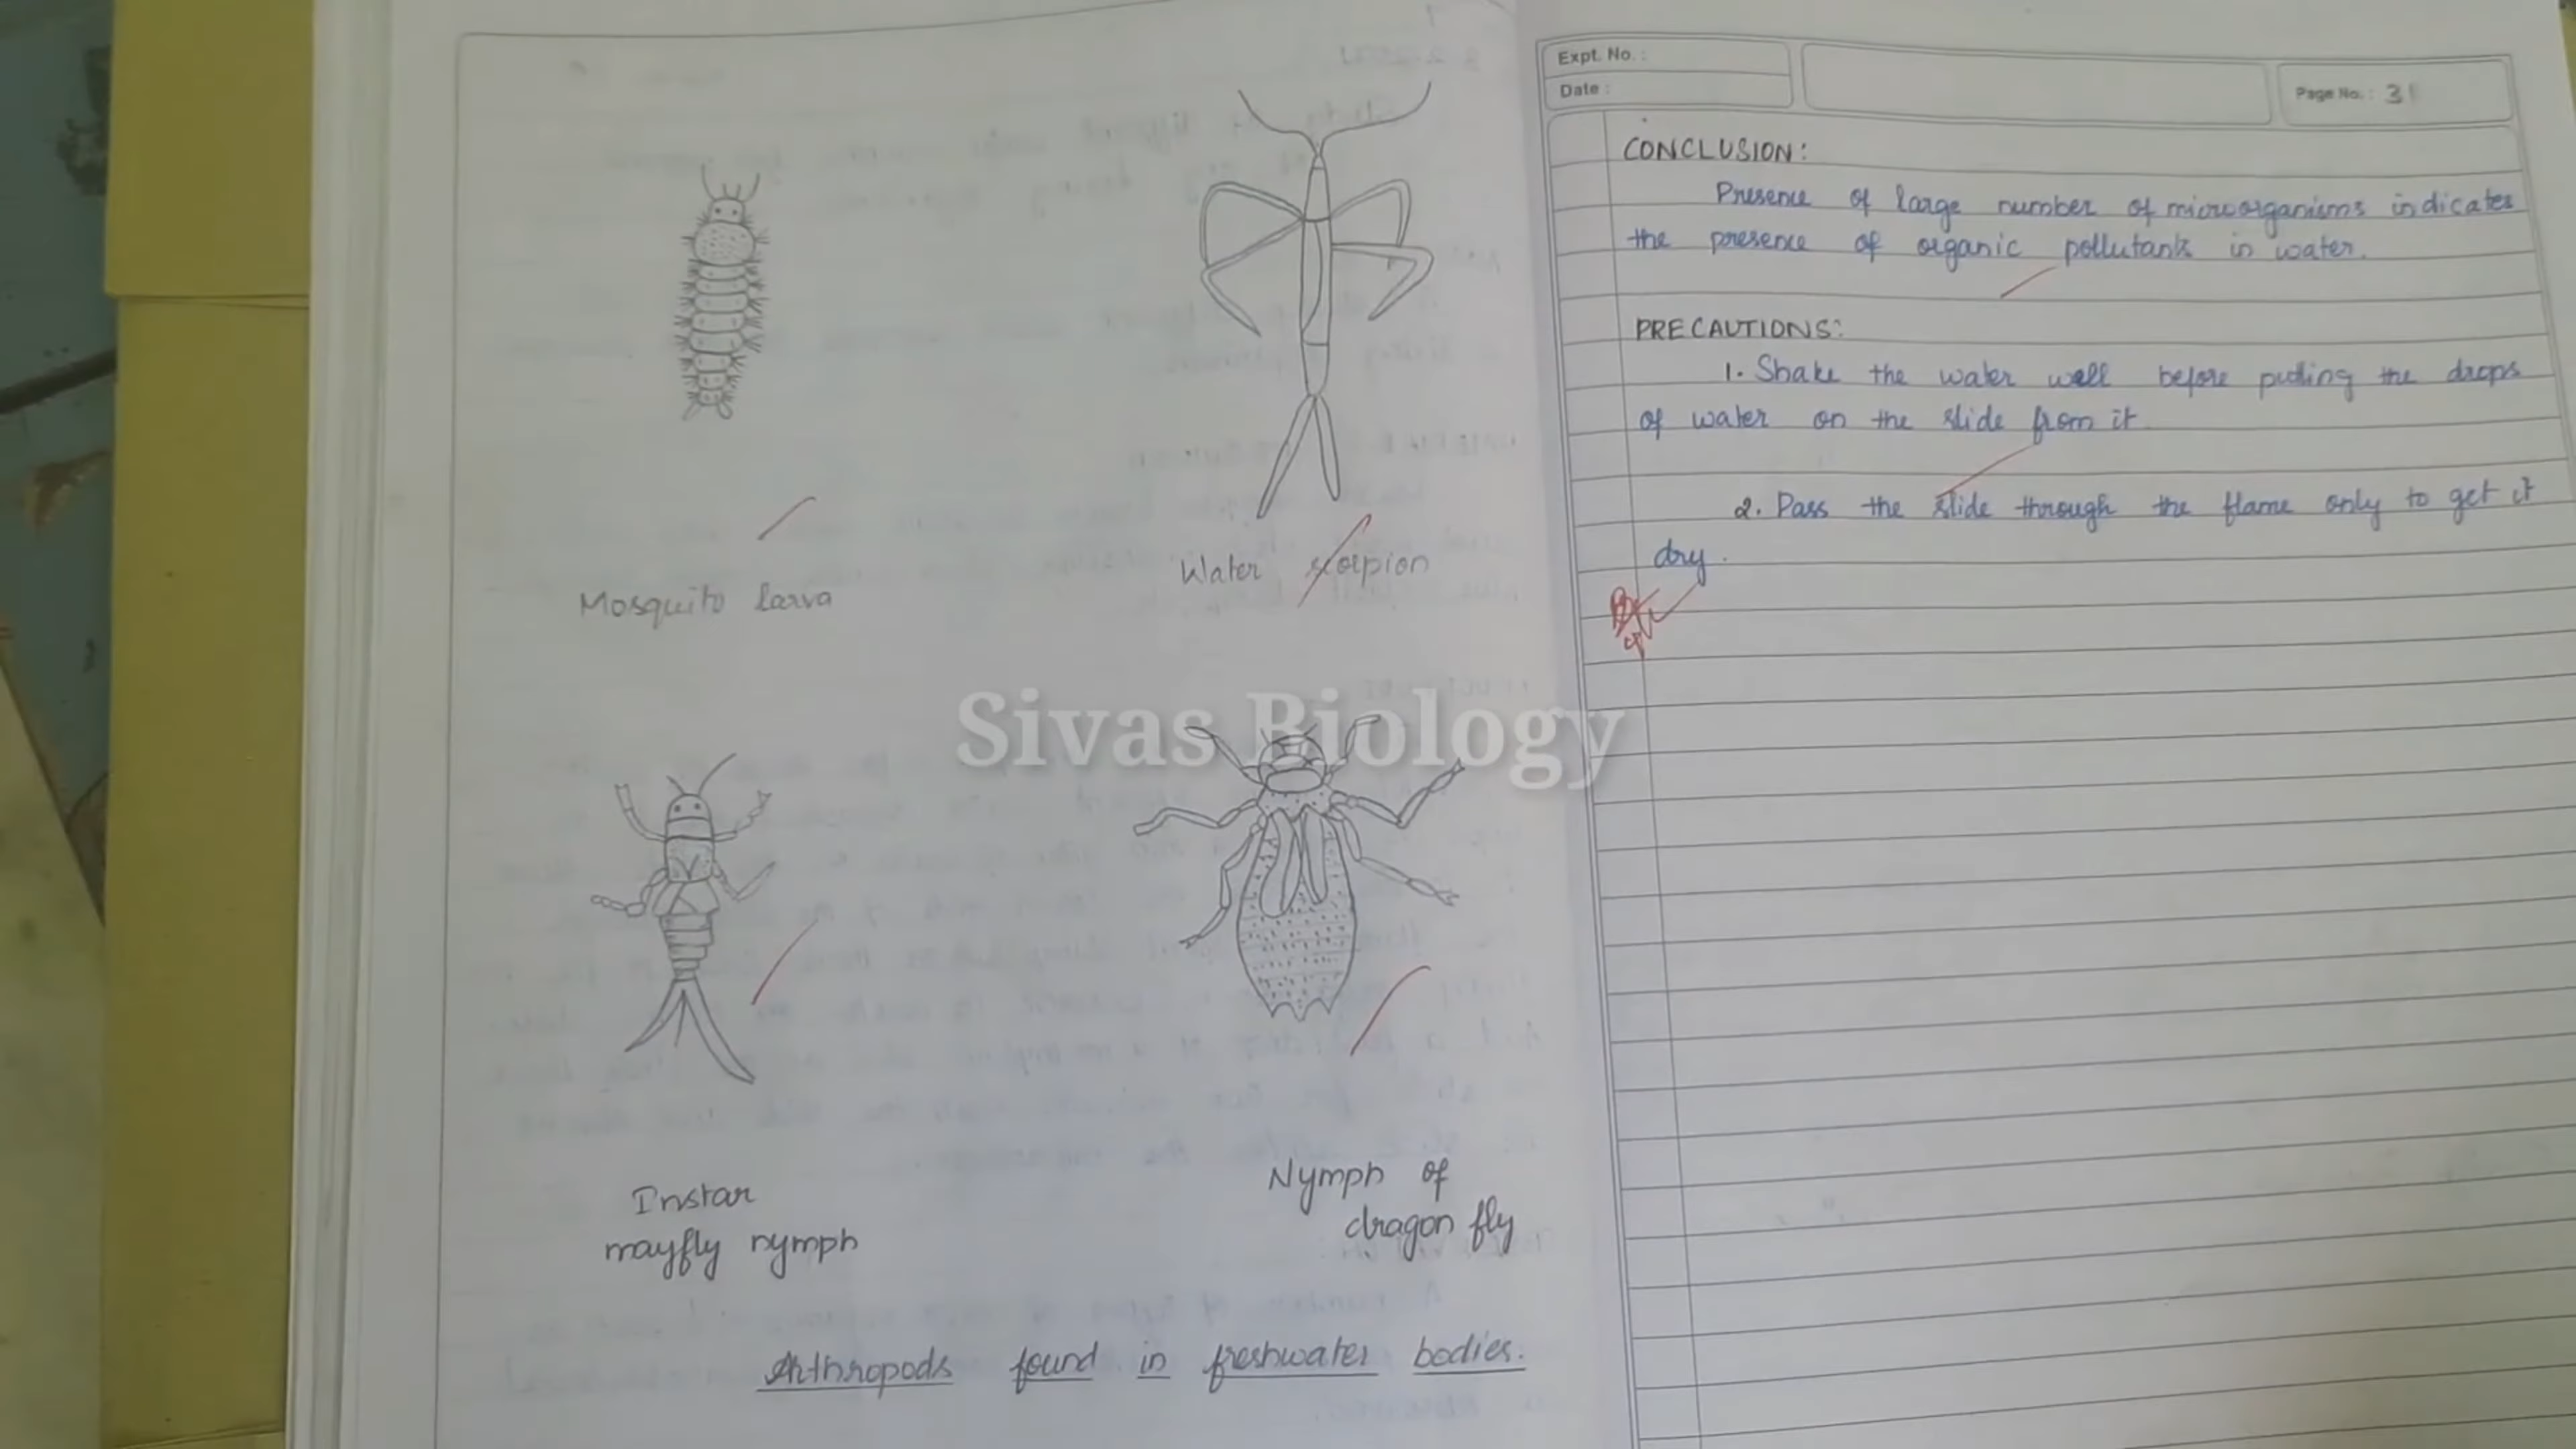 Mosquito larva
Water scorpion
Instar
mayfly nymph
Nymph of
dragon fly
Arthropods found in freshwater bodies.
Sivas Biology
Expt. No. :
Date :
Page No. : 31
CONCLUSION:
Presence of large number of microorganisms indicates
the presence of organic pollutants in water.
PRECAUTIONS:
1. Shake the water well before puding the drops
of water on the slide from it
2. Pass the slide through the flame only to get it
dry.